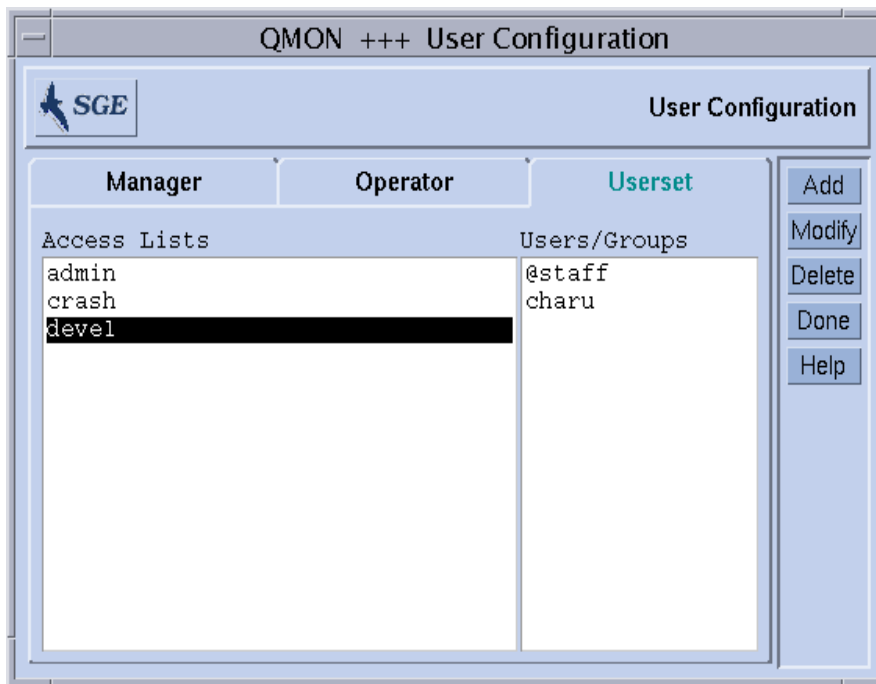 QMON +++ User Configuration
SGE
User Configuration
Manager Operator Userset
Access Lists Users/Groups
admin @staff
crash charu
devel
Add
Modify
Delete
Done
Help